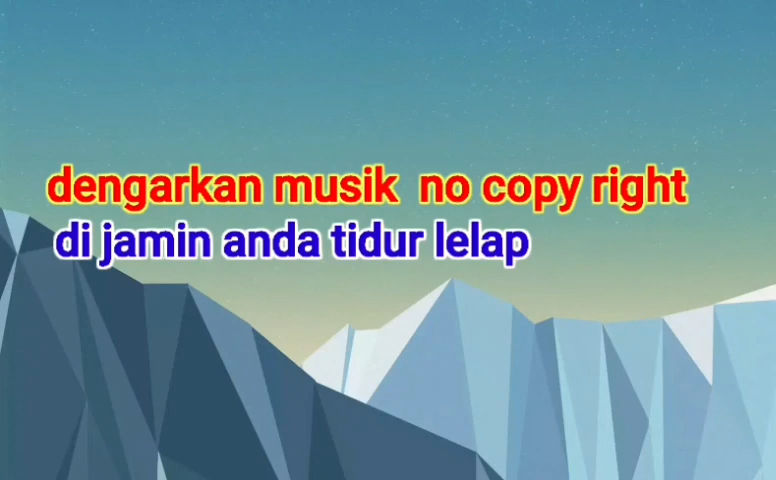 dengarkan musik no copy right
di jamin anda tidur lelap